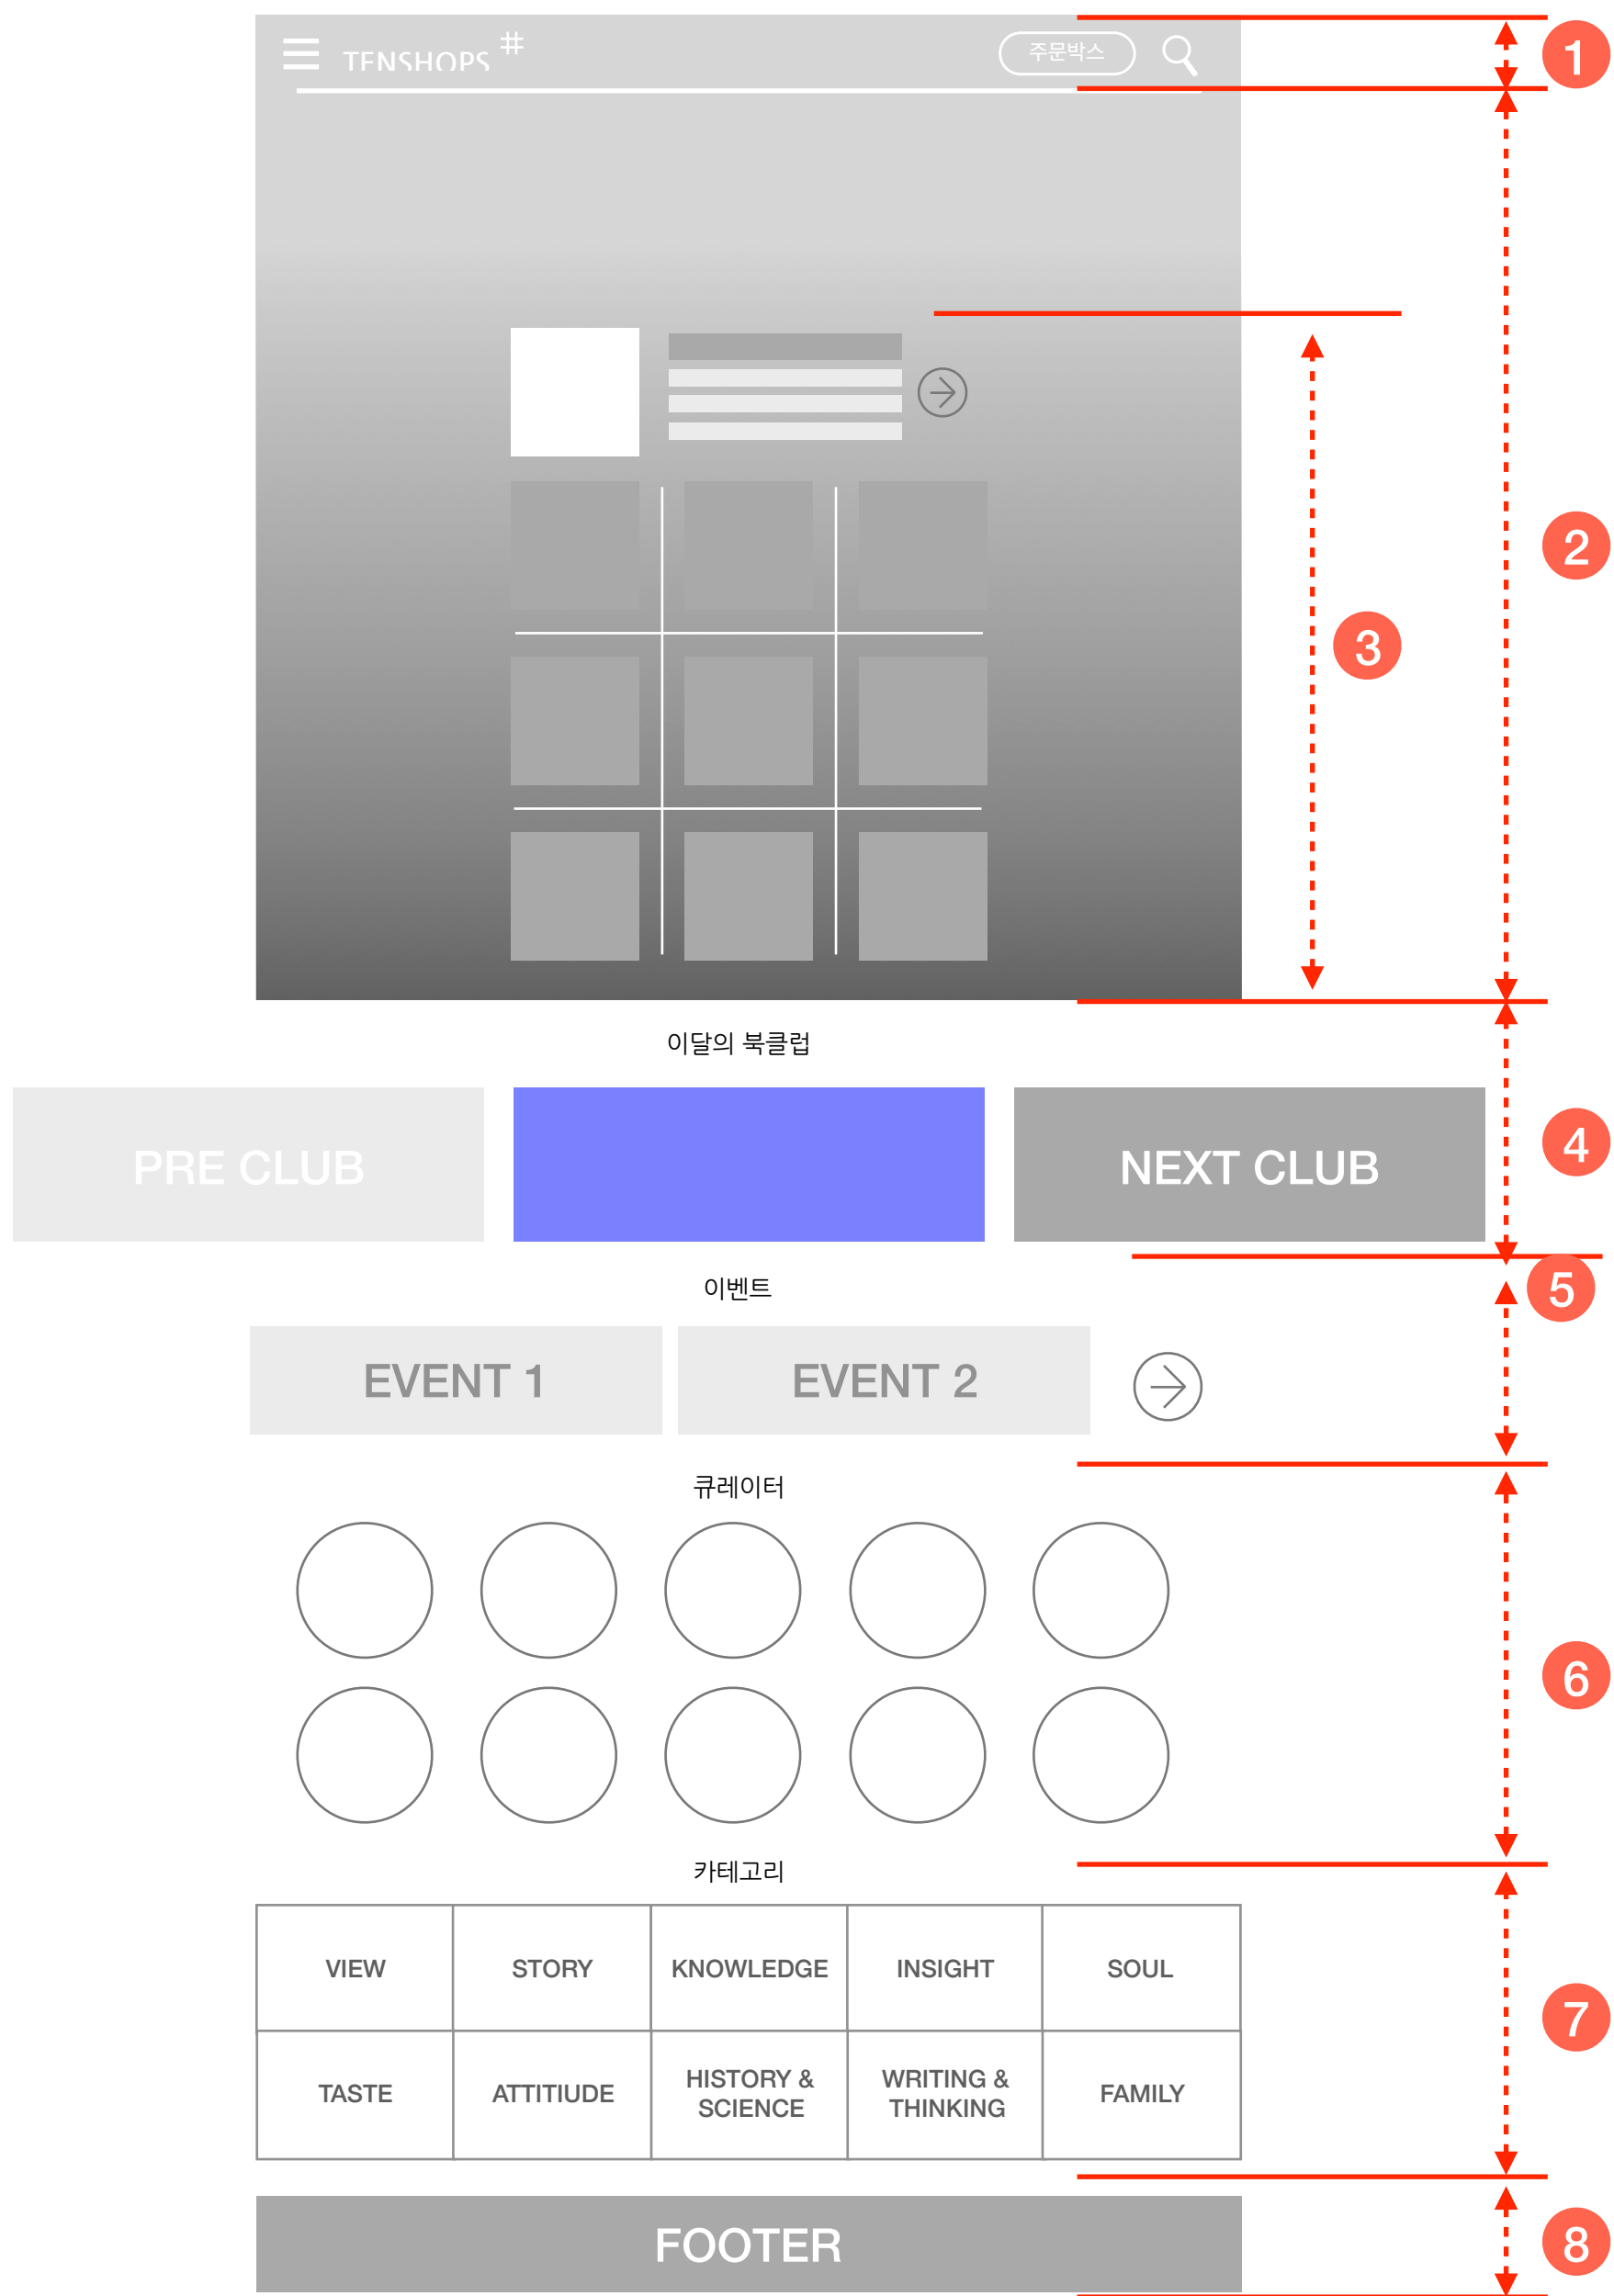 TENSHOPS #
주문박스
1
2
3
이달의 북클럽
PRE CLUB
NEXT CLUB
4
이벤트
5
EVENT 1
EVENT 2
큐레이터
6
카테고리
VIEW
STORY
KNOWLEDGE
INSIGHT
SOUL
7
TASTE
ATTITIUDE
HISTORY &
SCIENCE
WRITING &
THINKING
FAMILY
FOOTER
8